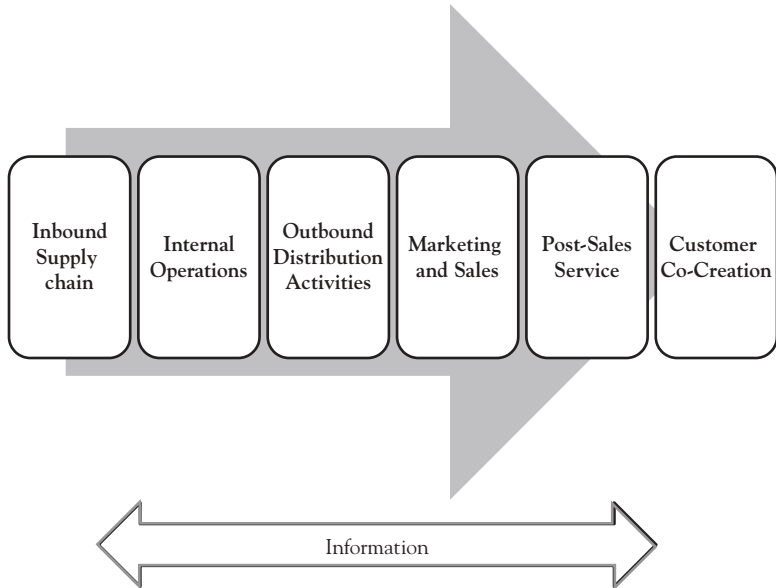 Inbound
Supply
chain
Internal
Operations
Outbound
Distribution
Activities
Marketing
and Sales
Post-Sales
Service
Customer
Co-Creation
Information